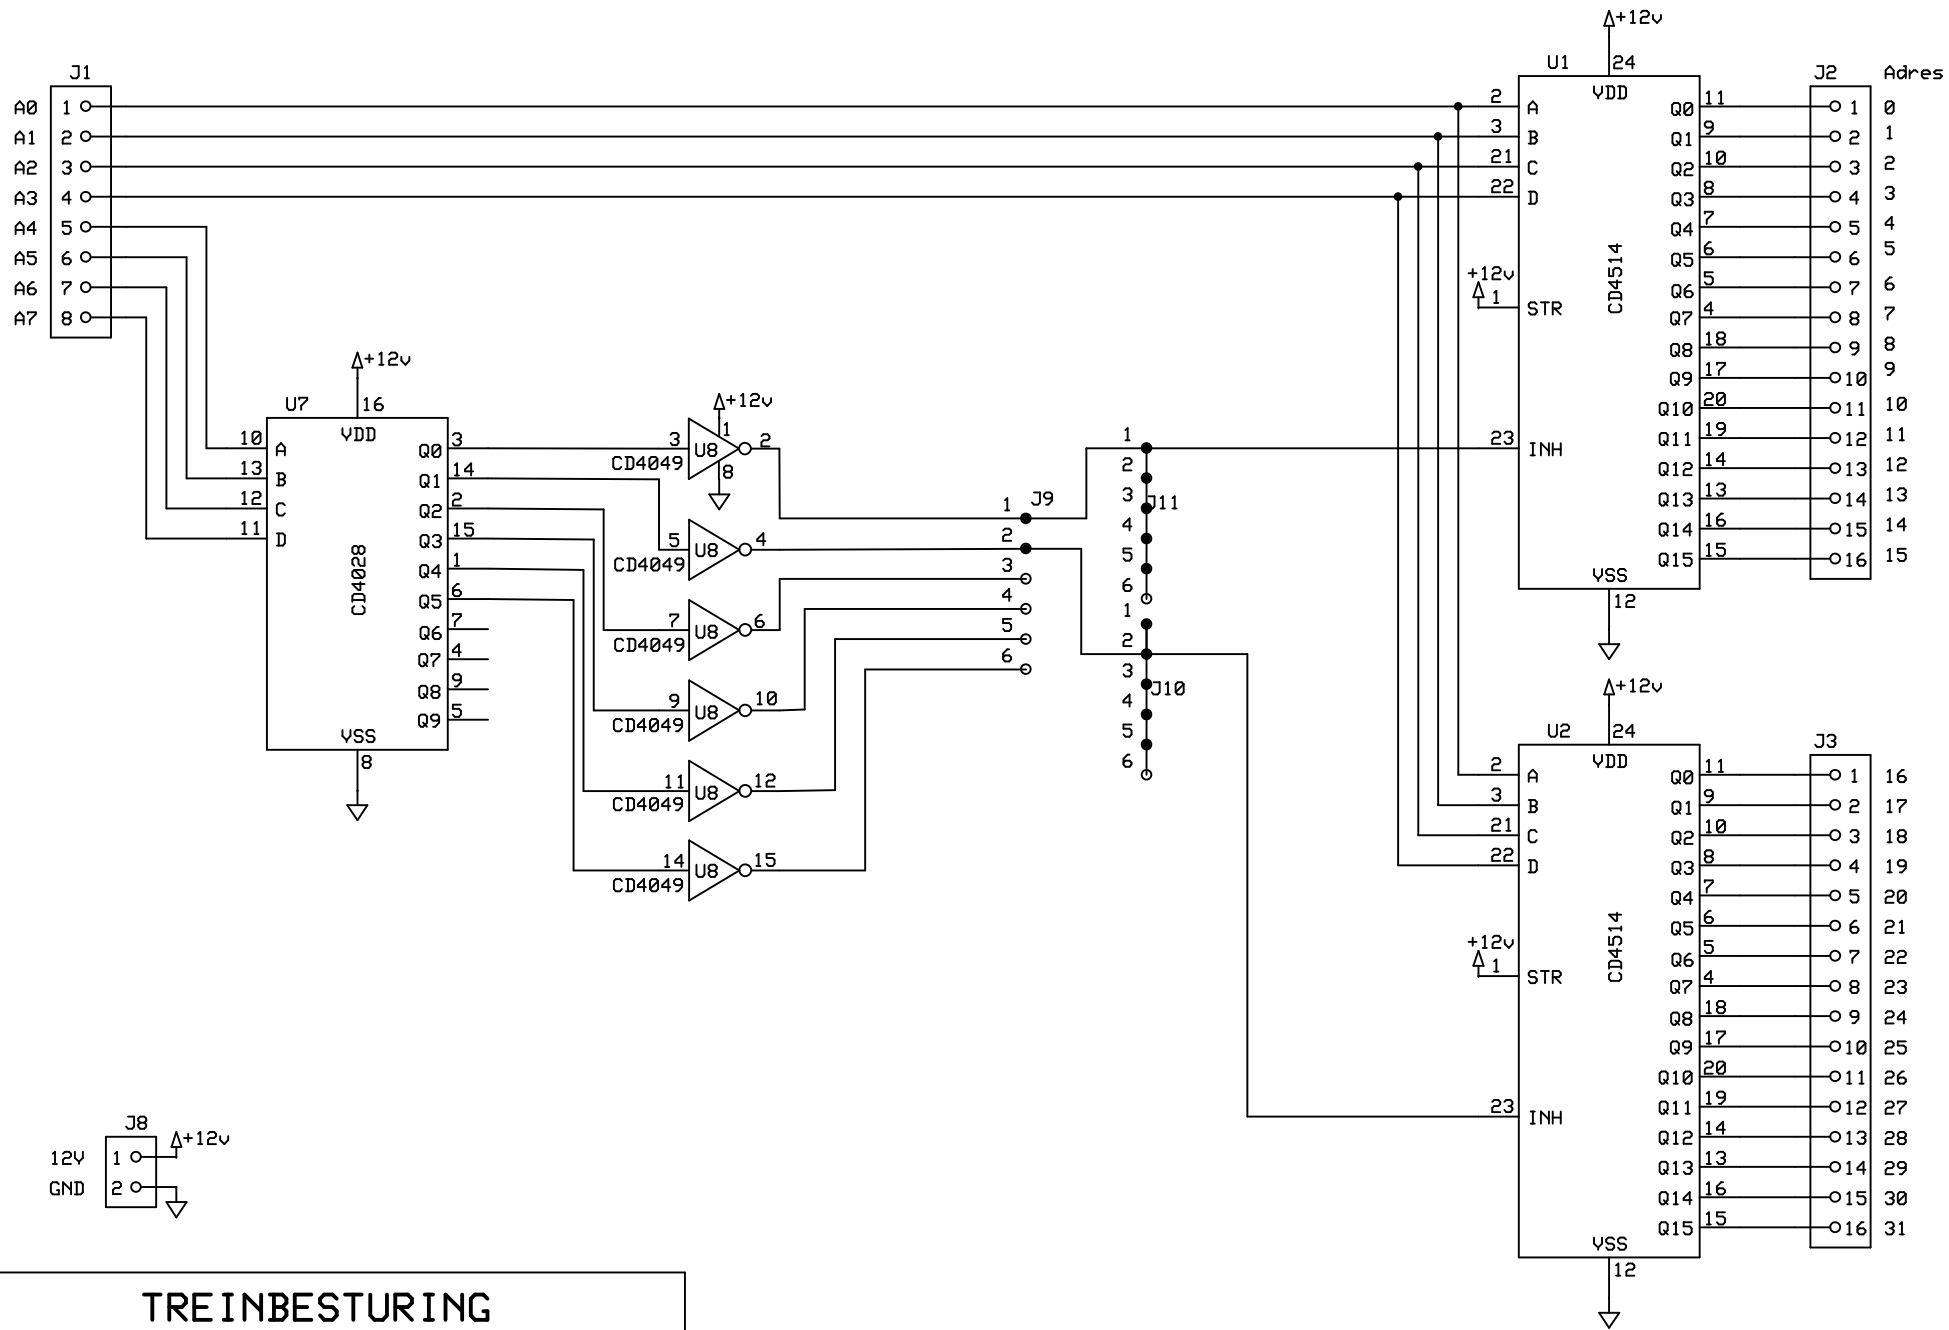 +12v
J1
U1
24
J2
Adres
VDD
A0 1
2 A
Q0 11
1 0
A1 2
3 B
Q1 9
2 1
A2 3
21 C
Q2 10
3 2
A3 4
22 D
Q3 8
4 3
A4 5
Q4 7
5 4
A5 6
Q5 6
6 5
A6 7
+12v
Q6 5
7 6
A7 8
1 STR
CD4514
Q7 4
8 7
Q8 18
9 8
Q9 17
10 9
Q10 20
11 10
23 INH
Q11 19
12 11
Q12 14
13 12
Q13 13
14 13
Q14 16
15 14
Q15 15
16 15
VSS
12
+12v
U7
16
VDD
10 A
Q0 3
13 B
Q1 14
12 C
Q2 2
11 D
Q3 15
CD4028
Q4 1
Q5 6
Q6 7
Q7 4
Q8 9
Q9 5
VSS
8
+12v
1
3 U8 2
CD4049
8
5 U8 4
CD4049
7 U8 6
CD4049
9 U8 10
CD4049
11 U8 12
CD4049
14 U8 15
CD4049
J9
1
2
3
4
5
6
J11
1
2
3
4
5
6
J10
1
2
3
4
5
6
+12v
U2
24
J3
VDD
2 A
Q0 11
1 16
3 B
Q1 9
2 17
21 C
Q2 10
3 18
22 D
Q3 8
4 19
Q4 7
5 20
Q5 6
6 21
+12v
Q6 5
7 22
1 STR
CD4514
Q7 4
8 23
Q8 18
9 24
Q9 17
10 25
Q10 20
11 26
23 INH
Q11 19
12 27
Q12 14
13 28
Q13 13
14 29
Q14 16
15 30
Q15 15
16 31
VSS
12
J8
+12v
12V 1
GND 2
TREINBESTURING